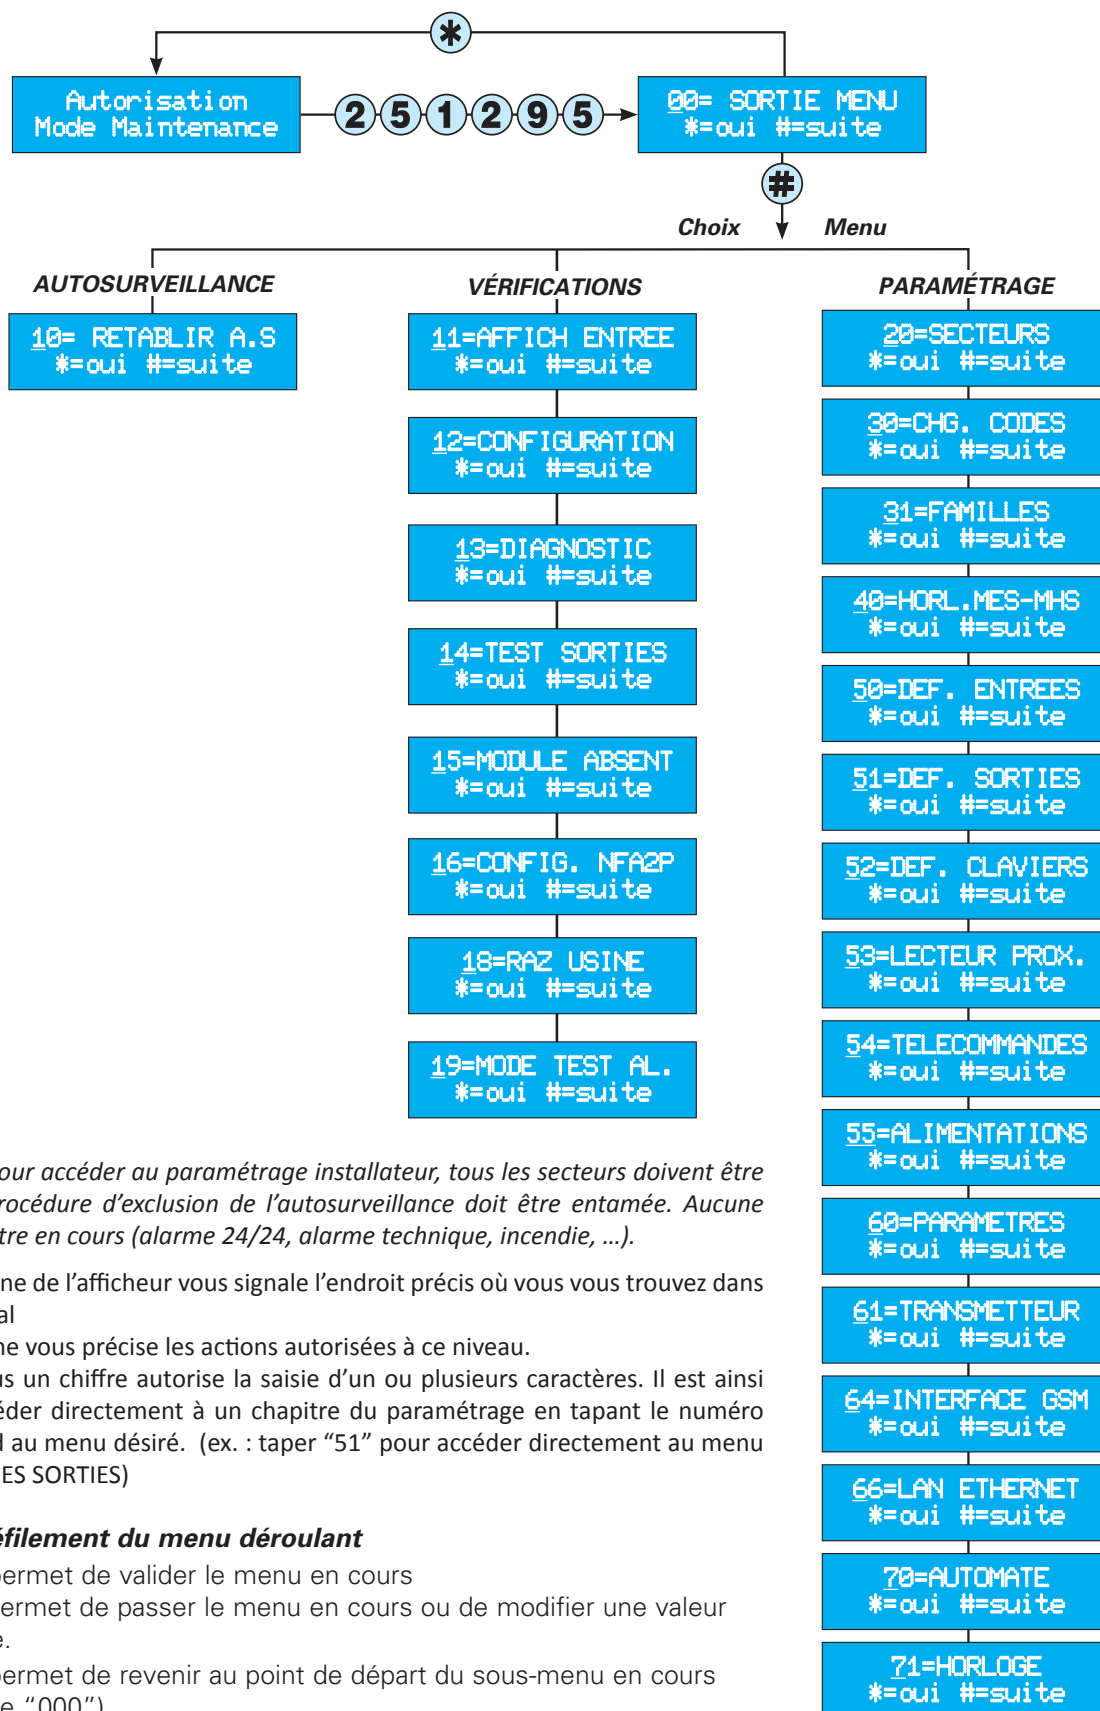 *
Autorisation
Mode Maintenance
2 5 1 2 9 5
00= SORTIE MENU
*=oui #=suite
#
Choix Menu
AUTOSURVEILLANCE
10= RETABLIR A.S
*=oui #=suite
VÉRIFICATIONS
11=AFFICH ENTREE
*=oui #=suite
12=CONFIGURATION
*=oui #=suite
13=DIAGNOSTIC
*=oui #=suite
14=TEST SORTIES
*=oui #=suite
15=MODULE ABSENT
*=oui #=suite
16=CONFIG. NFA2P
*=oui #=suite
18=RAZ USINE
*=oui #=suite
19=MODE TEST AL.
*=oui #=suite
PARAMÉTRAGE
20=SECTEURS
*=oui #=suite
30=CHG. CODES
*=oui #=suite
31=FAMILLES
*=oui #=suite
40=HORL.MES-MHS
*=oui #=suite
50=DEF. ENTREES
*=oui #=suite
51=DEF. SORTIES
*=oui #=suite
52=DEF. CLAVIERS
*=oui #=suite
53=LECTEUR PROX.
*=oui #=suite
54=TELECOMMANDES
*=oui #=suite
55=ALIMENTATIONS
*=oui #=suite
60=PARAMETRES
*=oui #=suite
61=TRANSMETTEUR
*=oui #=suite
64=INTERFACE GSM
*=oui #=suite
66=LAN ETHERNET
*=oui #=suite
70=AUTOMATE
*=oui #=suite
71=HORLOGE
*=oui #=suite
our accéder au paramétrage installateur, tous les secteurs doivent être
rocédure d'exclusion de l'autosurveillance doit être entamée. Aucune
tre en cours (alarme 24/24, alarme technique, incendie, ...).
ne de l'afficheur vous signale l'endroit précis où vous vous trouvez dans
al
ne vous précise les actions autorisées à ce niveau.
us un chiffre autorise la saisie d'un ou plusieurs caractères. Il est ainsi
éder directement à un chapitre du paramétrage en tapant le numéro
d au menu désiré. (ex. : taper “51” pour accéder directement au menu
ES SORTIES)
éfilement du menu déroulant
permet de valider le menu en cours
ermet de passer le menu en cours ou de modifier une valeur
e.
permet de revenir au point de départ du sous-menu en cours
e “000”)